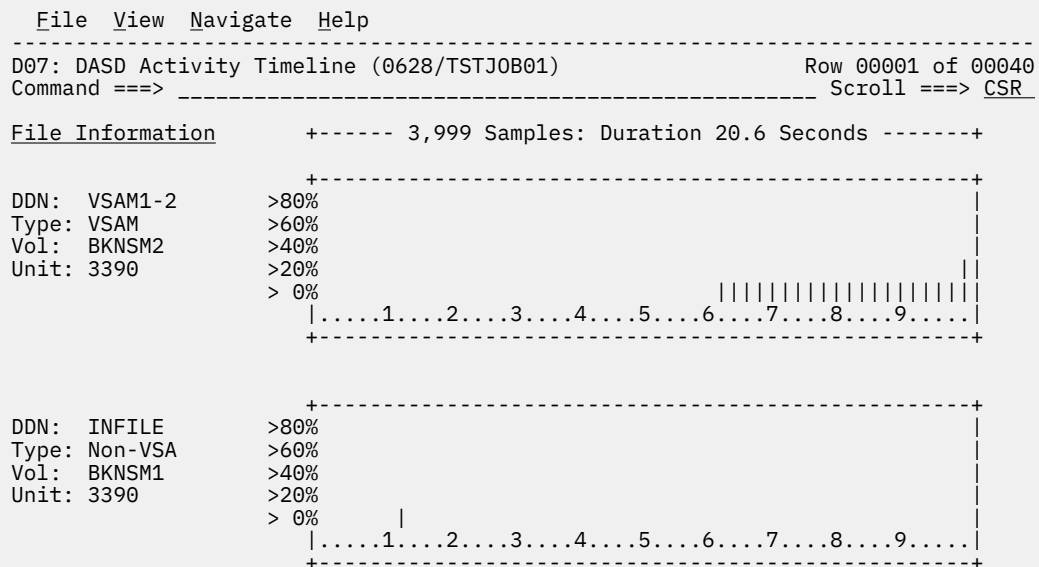 File  View  Navigate  Help
--------------------------------------------------------------------------------
D07: DASD Activity Timeline (0628/TSTJOB01)                   Row 00001 of 00040
Command ===> __________________________________________________ Scroll ===> CSR
File Information       +------ 3,999 Samples: Duration 20.6 Seconds -------+
                       +---------------------------------------------------+
DDN:  VSAM1-2       >80%                                                   |
Type: VSAM          >60%                                                   |
Vol:  BKNSM2        >40%                                                   |
Unit: 3390          >20%                                                  ||
                    > 0%                               |||||||||||||||||||||
                       |.....1....2....3....4....5....6....7....8....9.....|
                       +---------------------------------------------------+
                       +---------------------------------------------------+
DDN:  INFILE        >80%                                                   |
Type: Non-VSA       >60%                                                   |
Vol:  BKNSM1        >40%                                                   |
Unit: 3390          >20%                                                   |
                    > 0%      |                                            |
                       |.....1....2....3....4....5....6....7....8....9.....|
                       +---------------------------------------------------+